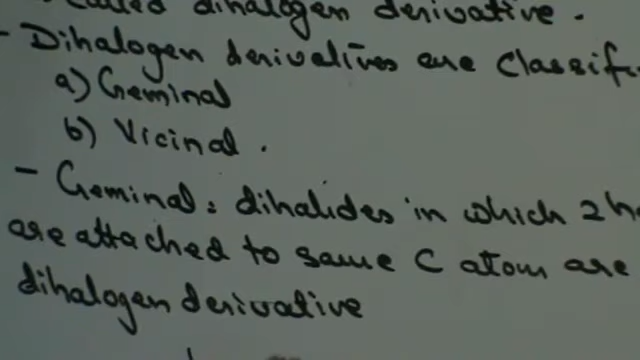 called dihalogen derivative.
- Dihalogen derivatives are classifi
a) Geminal
b) Vicinal.
- Geminal: dihalides in which 2 h
are attached to same C atom are
dihalogen derivative